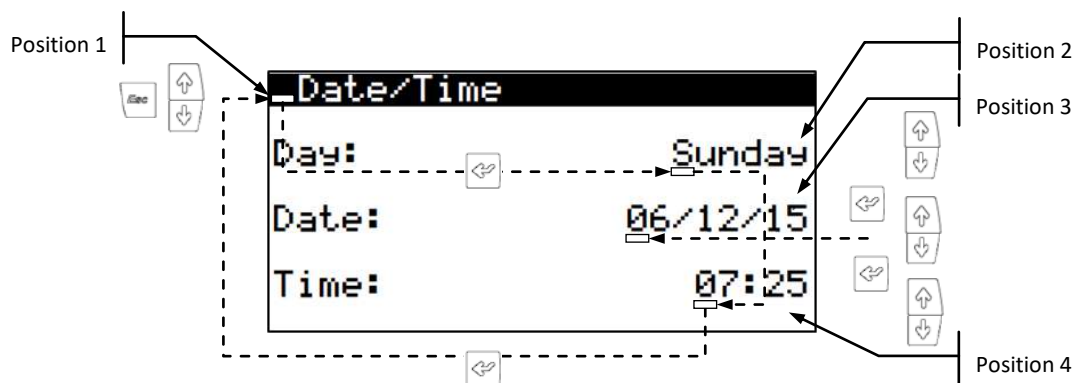 Position 1
Position 2
Position 3
Esc
Date/Time
Day: Sunday
Date: 06/12/15
Time: 07:25
Position 4